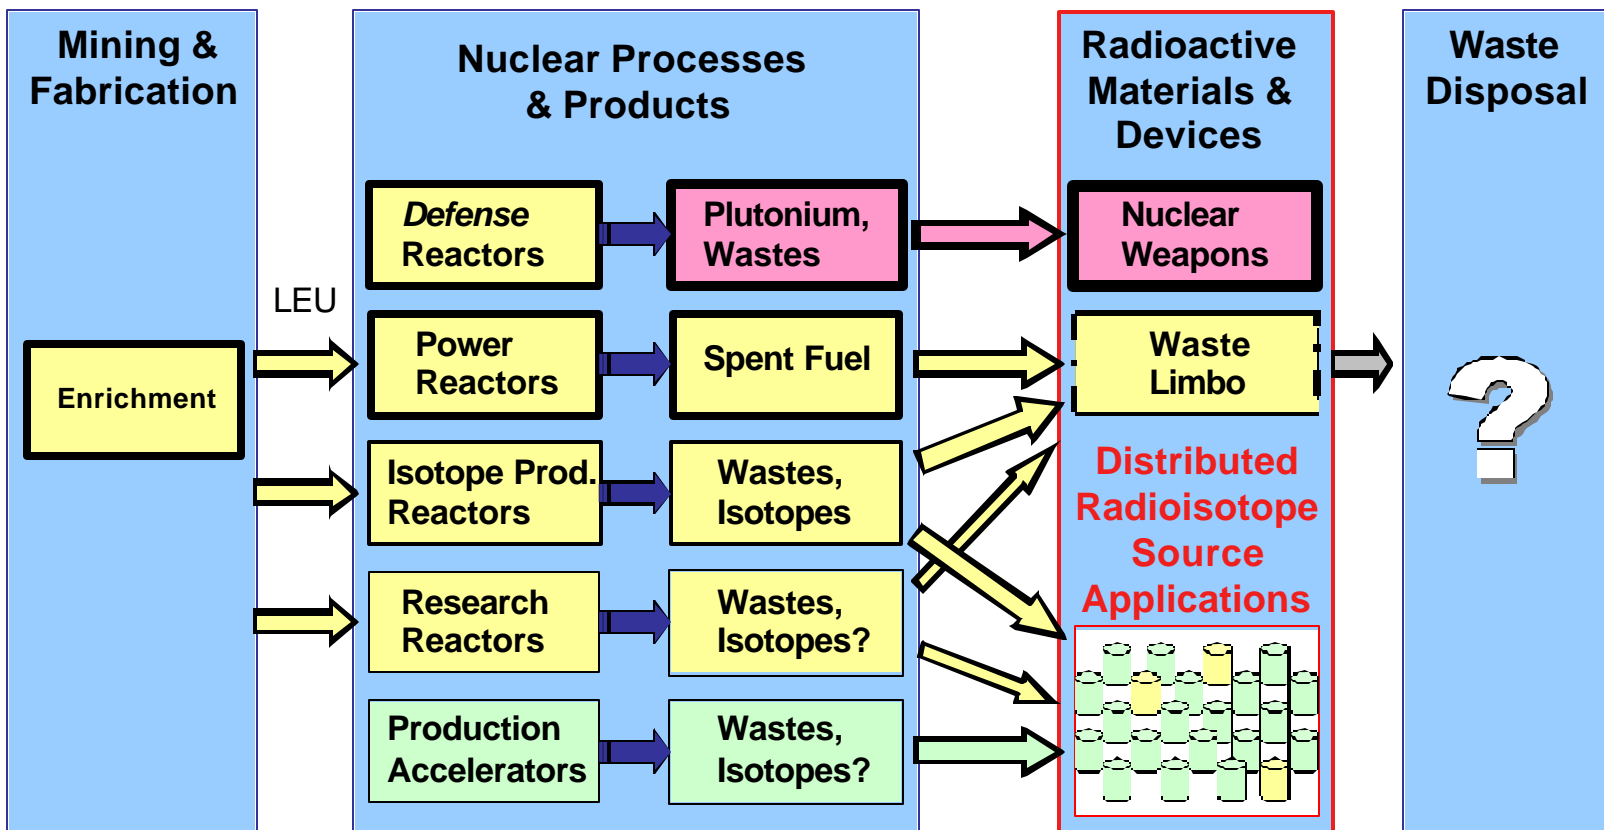 Mining &
Fabrication
Nuclear Processes
& Products
Radioactive
Materials &
Devices
Waste
Disposal
LEU
Enrichment
Defense
Reactors
Plutonium,
Wastes
Nuclear
Weapons
Power
Reactors
Spent Fuel
Waste
Limbo
?
Isotope Prod.
Reactors
Wastes,
Isotopes
Distributed
Radioisotope
Source
Applications
Research
Reactors
Wastes,
Isotopes?
Production
Accelerators
Wastes,
Isotopes?